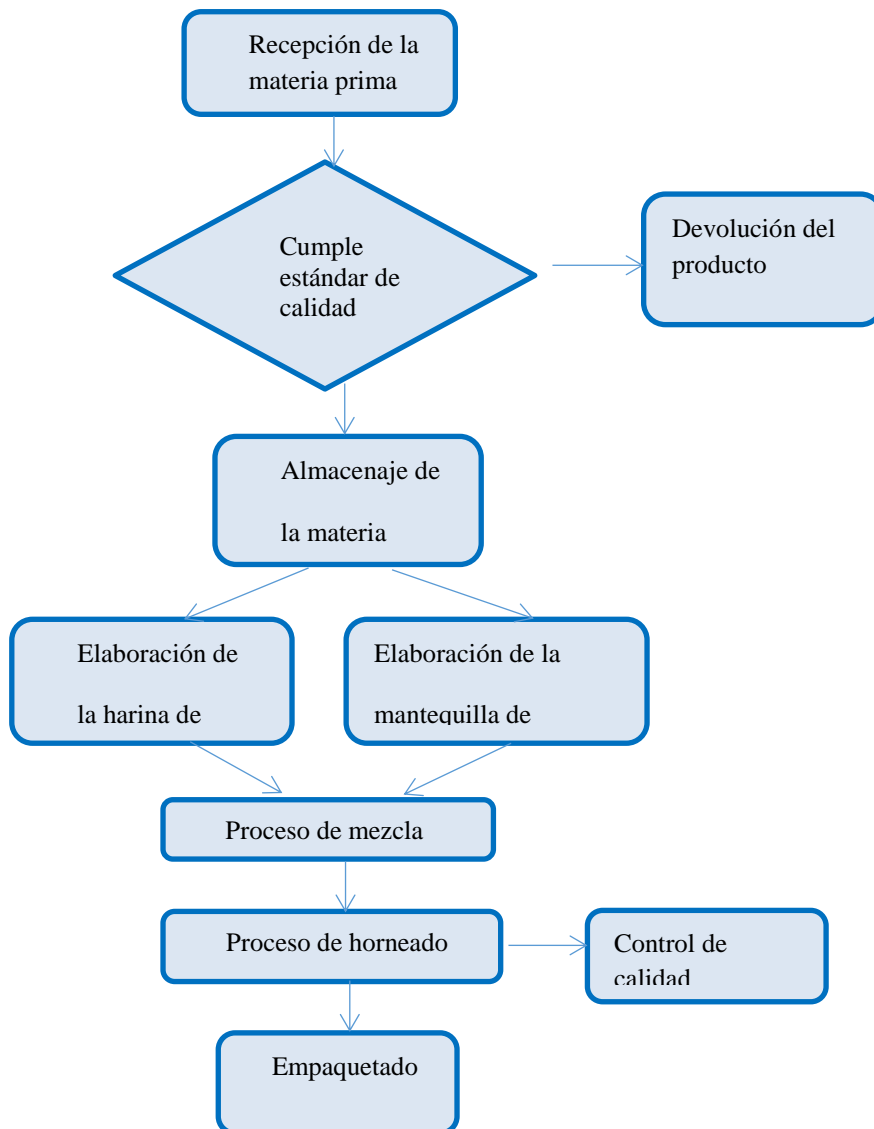 Recepción de la
materia prima
Cumple
estándar de
calidad
Devolución del
producto
Almacenaje de
la materia
Elaboración de
la harina de
Elaboración de la
mantequilla de
Proceso de mezcla
Proceso de horneado
Control de
calidad
Empaquetado